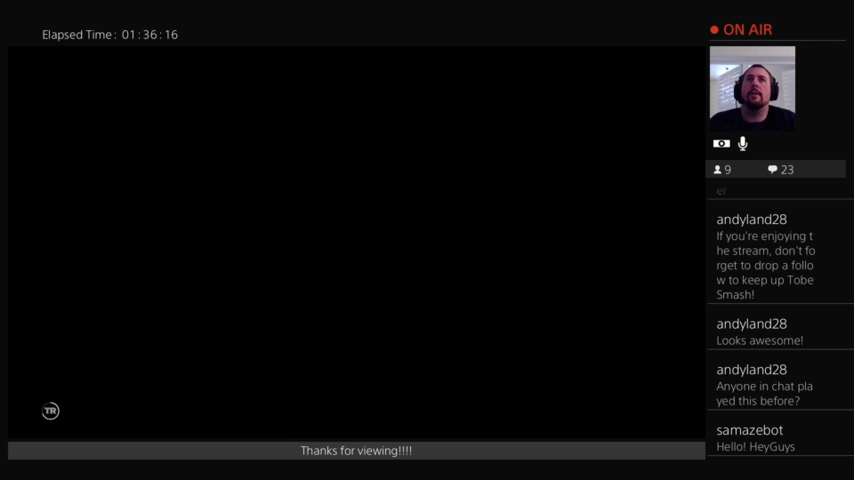 Elapsed Time: 01:36:16
ON AIR
9 23
er
andyland28
If you're enjoying t
he stream, don't fo
rget to drop a follo
w to keep up Tobe
Smash!
andyland28
Looks awesome!
andyland28
Anyone in chat pla
yed this before?
samazebot
Hello! HeyGuys
TR
Thanks for viewing!!!!